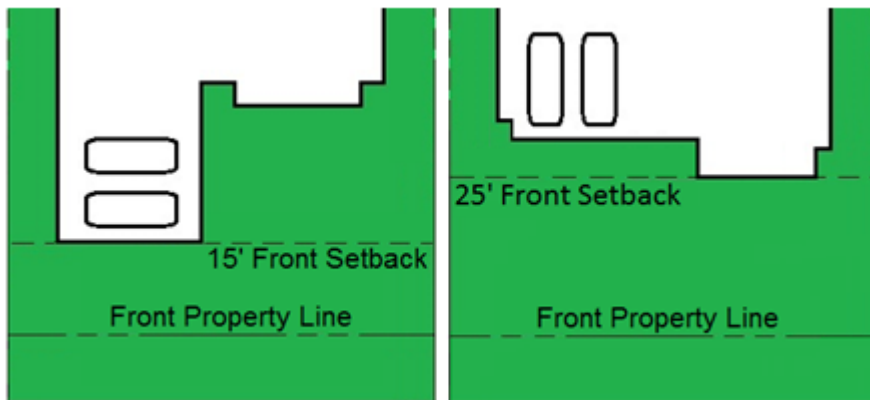 15' Front Setback
Front Property Line
25' Front Setback
Front Property Line